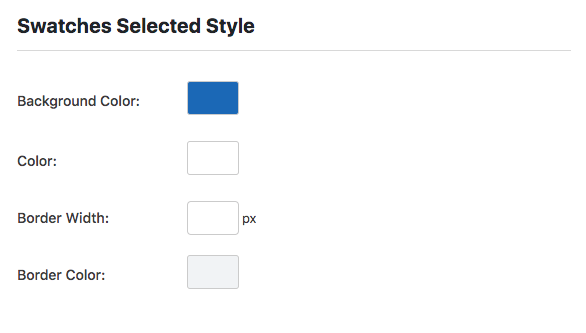 Swatches Selected Style
Background Color:
Color:
Border Width: px
Border Color: